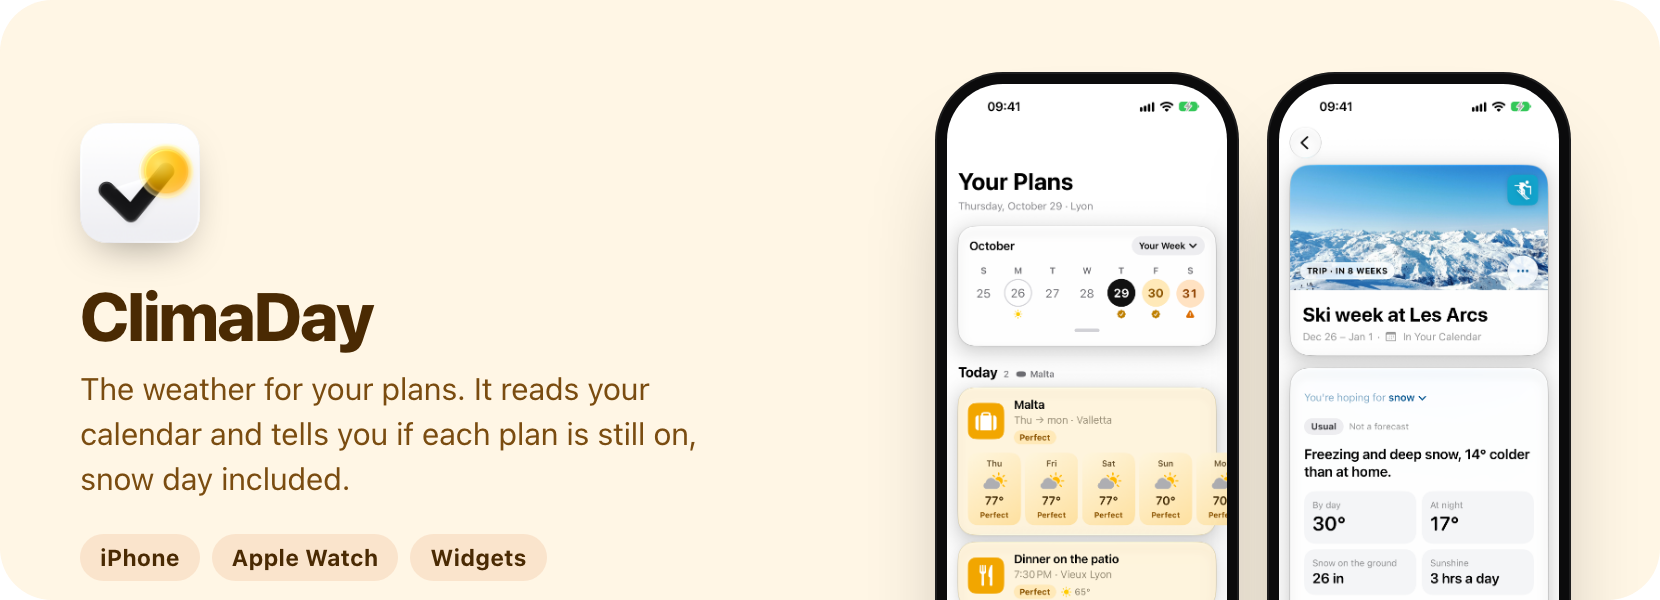 ClimaDay
The weather for your plans. It reads your
calendar and tells you if each plan is still on,
snow day included.
iPhone
Apple Watch
Widgets
09:41
Your Plans
Thursday, October 29 · Lyon
October
Your Week
S M T W T F S
25 26 27 28 29 30 31
Today 2 Malta
Malta
Thu → mon · Valletta
Perfect
Thu Fri Sat Sun Mo
77° 77° 77° 70° 70
Perfect Perfect Perfect Perfect Perfe
Dinner on the patio
7:30 PM · Vieux Lyon
Perfect 65°
09:41
TRIP · IN 8 WEEKS
Ski week at Les Arcs
Dec 26 – Jan 1 · In Your Calendar
You're hoping for snow
Usual Not a forecast
Freezing and deep snow, 14° colder
than at home.
By day At night
30° 17°
Snow on the ground Sunshine
26 in 3 hrs a day